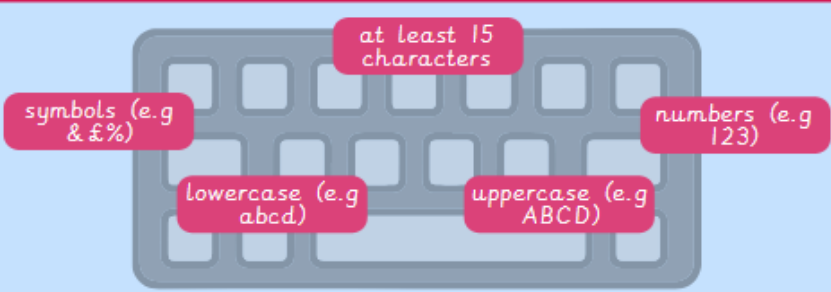 at least 15
characters
symbols (e.g
& £%)
numbers (e.g
123)
lowercase (e.g
abcd)
uppercase (e.g
ABCD)